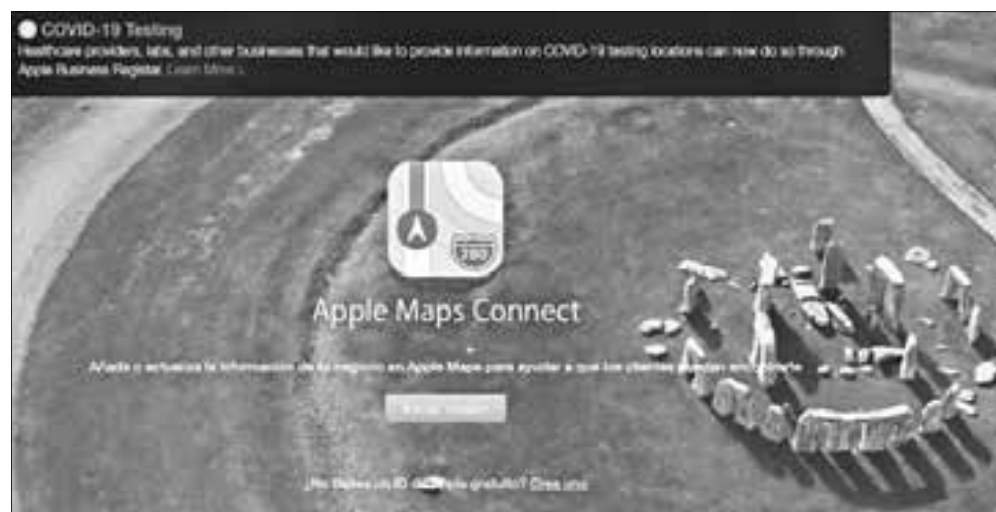 COVID-19 Testing
Healthcare providers, labs, and other businesses that would like to provide information on COVID-19 testing locations can now do so through
Apple Business Register. Learn More >
280
Apple Maps Connect
Añada o actualiza la información de tu negocio en Apple Maps para ayudar a que los clientes puedan encontrarte
¿No tienes un ID de Apple gratuito? Crea uno